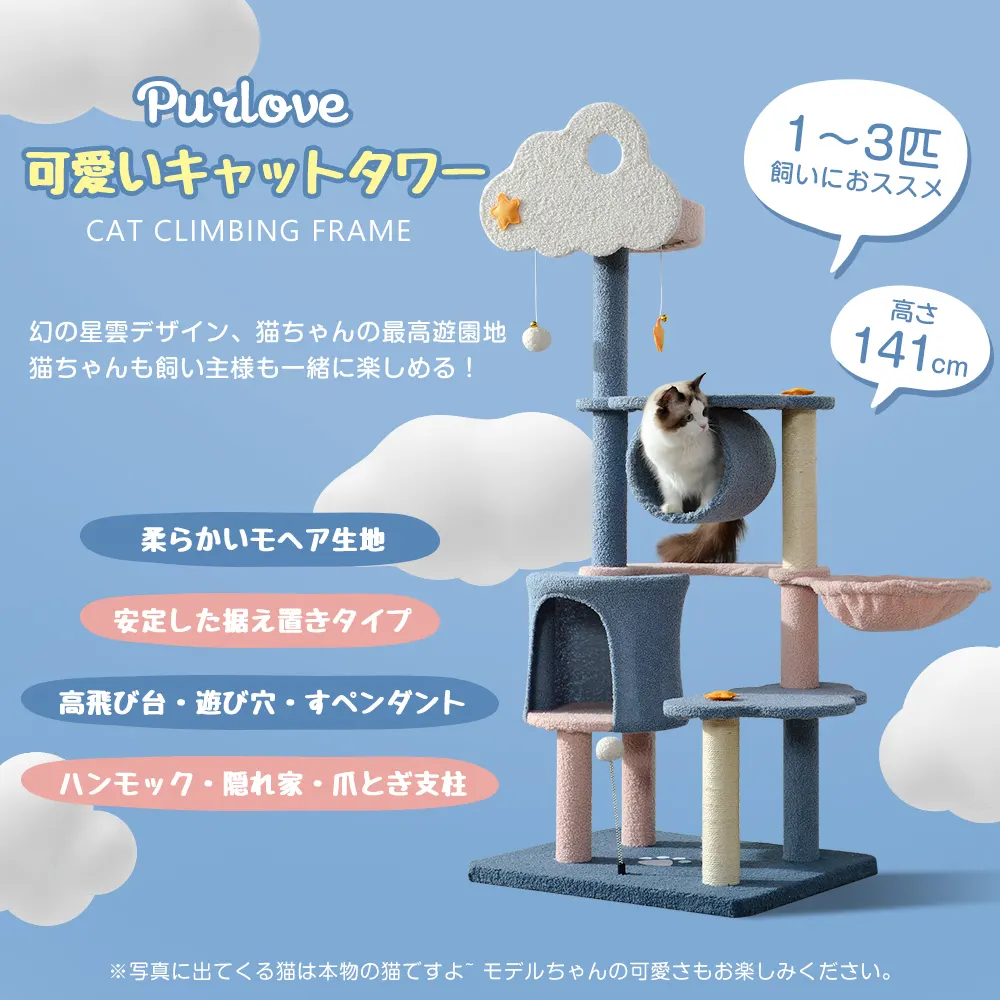 Purlove
可愛いキャットタワー
CAT CLIMBING FRAME
幻の星雲デザイン、猫ちゃんの最高遊園地
猫ちゃんも飼い主様も一緒に楽しめる！
1～3匹
飼いにおススメ
高さ
141cm
柔らかいモヘア生地
安定した据え置きタイプ
高飛び台・遊び穴・すペンダント
ハンモック・隠れ家・爪とぎ支柱
※写真に出てくる猫は本物の猫ですよ~ モデルちゃんの可愛さもお楽しみください。